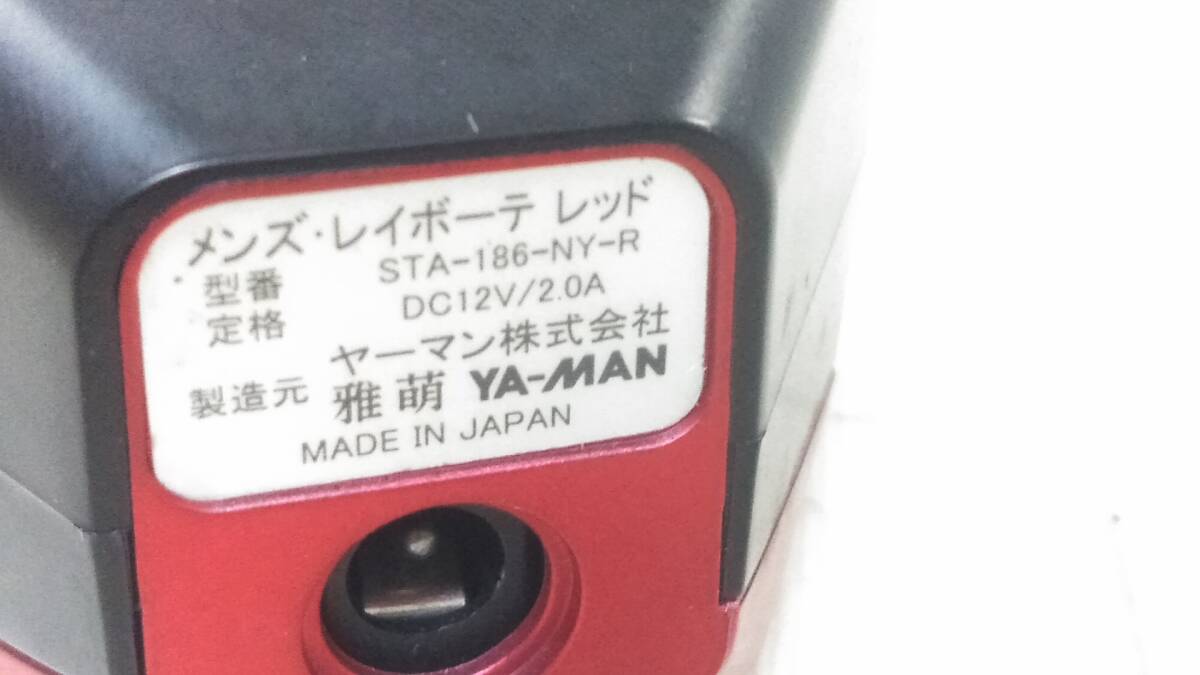 メンズ・レイボーテ レッド
型番 STA-186-NY-R
定格 DC12V/2.0A
ヤーマン株式会社
製造元 雅萌 YA-MAN
MADE IN JAPAN